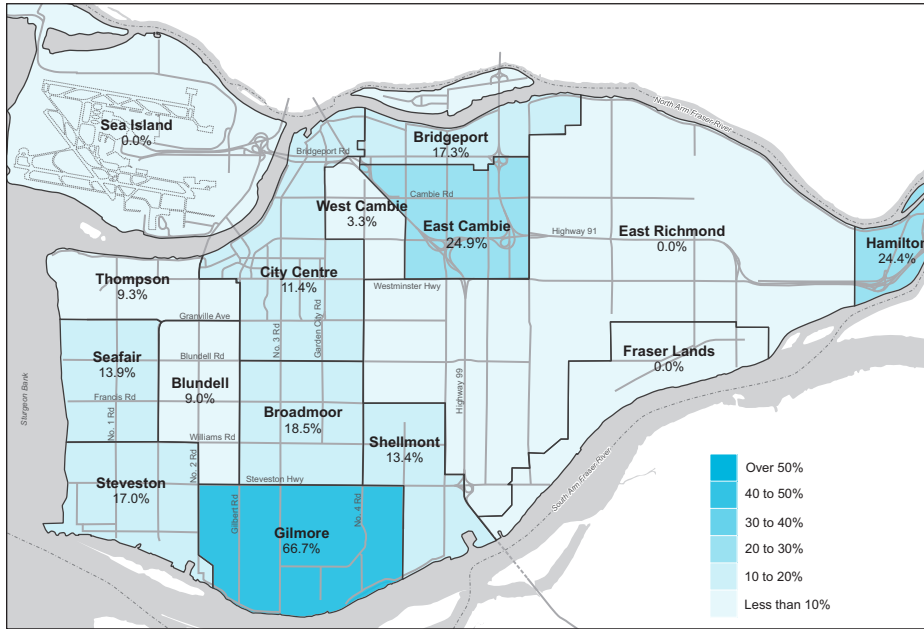 North Arm Fraser River
Sea Island
0.0%
Bridgeport
17.3%
Bridgeport Rd
Cambie Rd
West Cambie
3.3%
East Cambie
24.9%
Highway 91
East Richmond
0.0%
Hamilton
24.4%
Thompson
9.3%
City Centre
11.4%
Westminster Hwy
Granville Ave
No. 3 Rd
Garden City Rd
Seafair
13.9%
Blundell Rd
Blundell
9.0%
Fraser Lands
0.0%
Sturgeon Bank
Francis Rd
No. 1 Rd
Highway 99
Broadmoor
18.5%
Williams Rd
Shellmont
13.4%
No. 2 Rd
Steveston
17.0%
Steveston Hwy
South Arm Fraser River
Gilbert Rd
No. 4 Rd
Gilmore
66.7%
Over 50%
40 to 50%
30 to 40%
20 to 30%
10 to 20%
Less than 10%